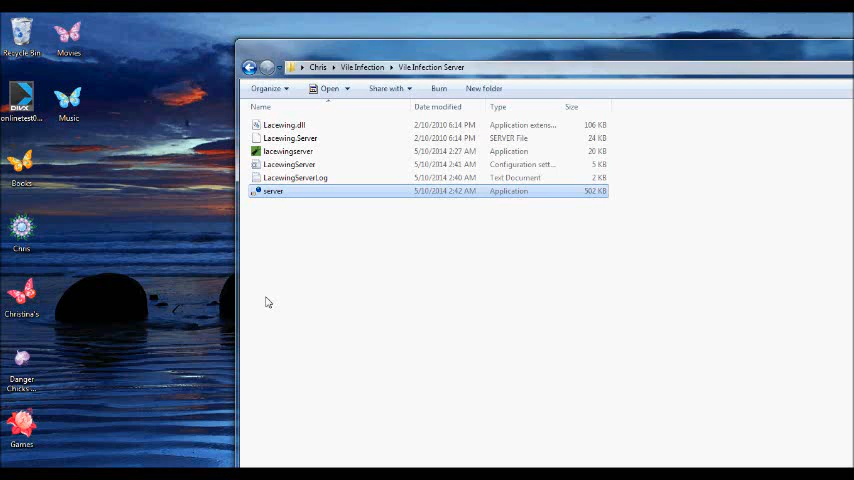 Recycle Bin
Movies
DIVX
onlinetest0...
Music
Books
Chris
Christina's
Danger
Chicks ...
Games
Chris Vile Infection Vile Infection Server
Organize Open Share with Burn New folder
Name Date modified Type Size
Lacewing.dll 2/10/2010 6:14 PM Application extens... 106 KB
Lacewing.Server 2/10/2010 6:14 PM SERVER File 24 KB
lacewingserver 5/10/2014 2:27 AM Application 20 KB
LacewingServer 5/10/2014 2:41 AM Configuration sett... 5 KB
LacewingServerLog 5/10/2014 2:40 AM Text Document 2 KB
server 5/10/2014 2:42 AM Application 502 KB